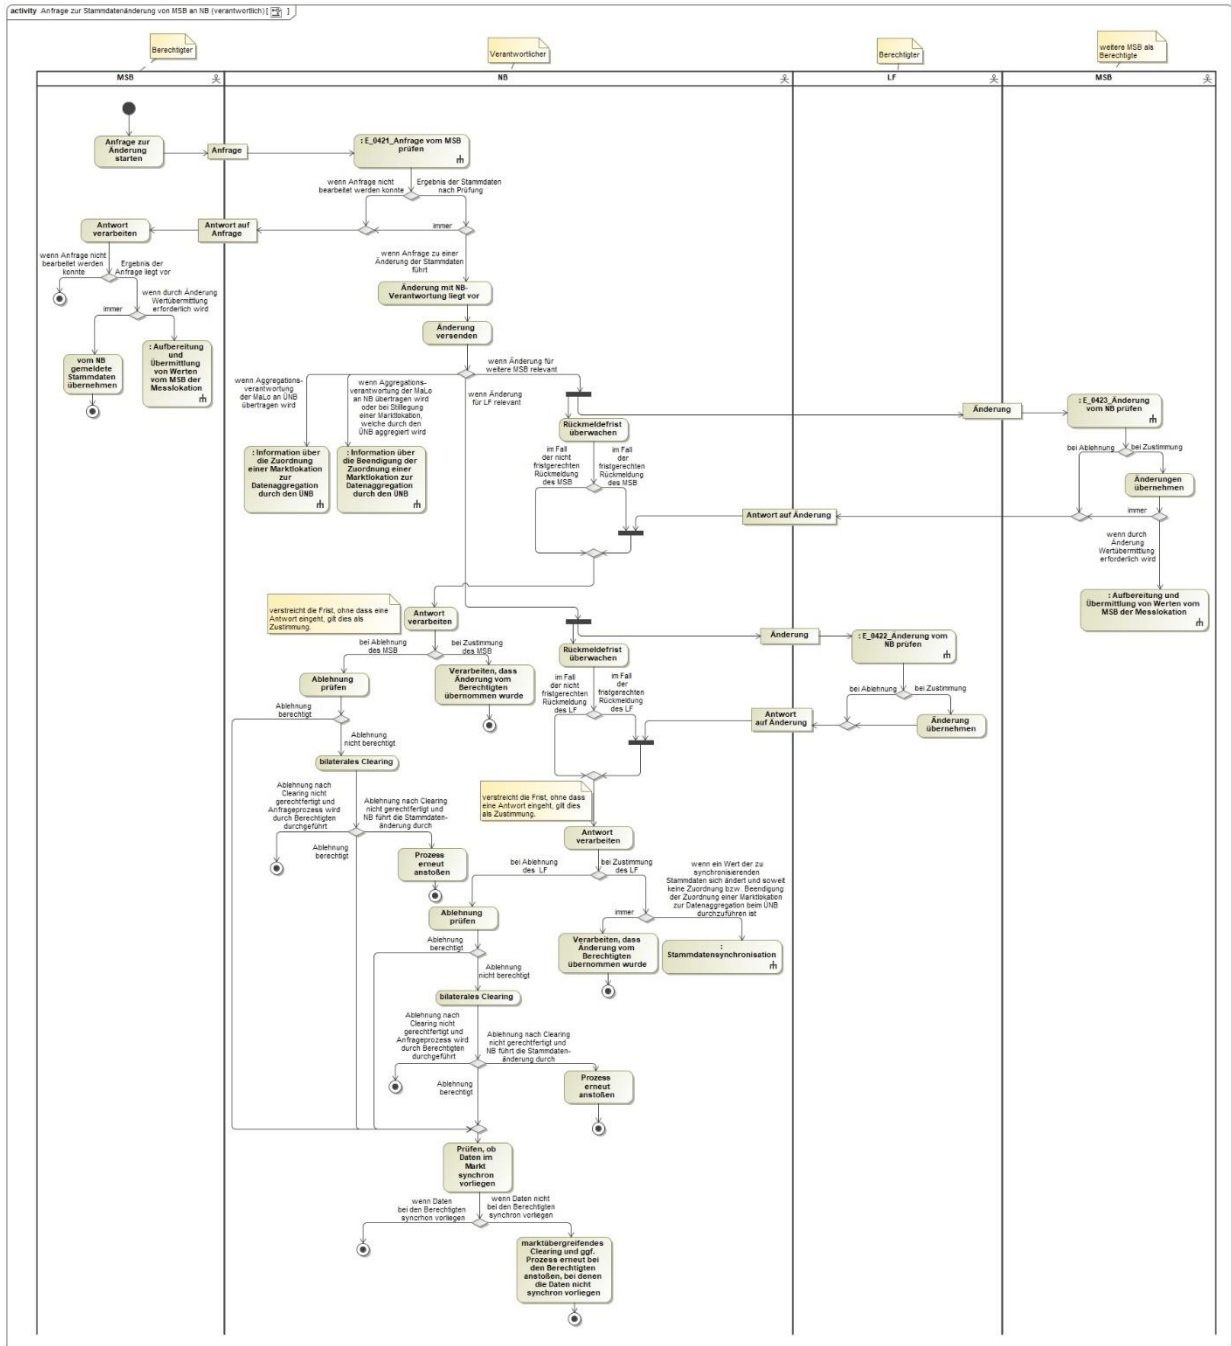 activity Anfrage zur Stammdatenänderung von MSB an NB (verantwortlich) [ ]
Berechtigter
Verantwortlicher
Berechtigter
weitere MSB als
Berechtigte
MSB
NB
LF
MSB
Anfrage zur
Änderung
starten
Anfrage
: E_0421_Anfrage vom MSB
prüfen
wenn Anfrage nicht
bearbeitet werden konnte
Ergebnis der Stammdaten
nach Prüfung
Antwort
verarbeiten
Antwort auf
Anfrage
immer
wenn Anfrage nicht
bearbeitet werden
konnte
Ergebnis der
Anfrage liegt vor
wenn Anfrage zu einer
Änderung der Stammdaten
führt
Änderung mit NB-
Verantwortung liegt vor
wenn durch Änderung
Wertübermittlung
erforderlich wird
immer
Änderung
versenden
vom NB
gemeldete
Stammdaten
übernehmen
: Aufbereitung
und
Übermittlung
von Werten
vom MSB der
Messlokation
wenn Änderung für
weitere MSB relevant
wenn Aggregations-
verantwortung
der MaLo an ÜNB
übertragen wird
wenn Aggregations-
verantwortung der MaLo
an NB übertragen wird
oder bei Stillegung
einer Marktlokation,
welche durch den
ÜNB aggregiert wird
wenn Änderung
für LF relevant
Änderung
: E_0423_Änderung
vom NB prüfen
Rückmeldefrist
überwachen
: Information über
die Zuordnung
einer Marktlokation
zur
Datenaggregation
durch den ÜNB
: Information über
die Beendigung der
Zuordnung einer
Marktlokation zur
Datenaggregation
durch den ÜNB
im Fall
der nicht
fristgerechten
Rückmeldung
des MSB
im Fall
der
fristgerechten
Rückmeldung
des MSB
bei Ablehnung
bei Zustimmung
Änderungen
übernehmen
Antwort auf Änderung
immer
wenn durch
Änderung
Wertübermittlung
erforderlich wird
: Aufbereitung und
Übermittlung von Werten vom
MSB der Messlokation
verstreicht die Frist, ohne dass eine
Antwort eingeht, gilt dies als
Zustimmung.
Antwort
verarbeiten
Änderung
: E_0422_Änderung vom
NB prüfen
bei Ablehnung
des MSB
bei Zustimmung
des MSB
Rückmeldefrist
überwachen
Ablehnung
prüfen
Verarbeiten, dass
Änderung vom
Berechtigten
übernommen wurde
im Fall
der nicht
fristgerechten
Rückmeldung
des LF
im Fall
der
fristgerechten
Rückmeldung
des LF
bei Ablehnung
bei Zustimmung
Ablehnung
berechtigt
Antwort
auf Änderung
Änderung
übernehmen
Ablehnung
nicht berechtigt
bilaterales Clearing
Ablehnung nach
Clearing nicht
gerechtfertigt und
Anfrageprozess wird
durch Berechtigten
durchgeführt
Ablehnung nach Clearing
nicht gerechtfertigt und
NB führt die Stammdaten-
änderung durch
verstreicht die Frist, ohne dass
eine Antwort eingeht, gilt dies
als Zustimmung.
Ablehnung
berechtigt
Antwort
verarbeiten
Prozess
erneut
anstoßen
bei Ablehnung
des LF
bei Zustimmung
des LF
wenn ein Wert der zu
synchronisierenden
Stammdaten sich ändert und soweit
keine Zuordnung bzw. Beendigung
der Zuordnung einer Marktlokation
zur Datenaggregation beim ÜNB
durchzuführen ist
Ablehnung
prüfen
immer
Ablehnung
berechtigt
Verarbeiten, dass
Änderung vom
Berechtigten
übernommen wurde
:
Stammdatensynchronisation
Ablehnung
nicht berechtigt
bilaterales Clearing
Ablehnung nach
Clearing nicht
gerechtfertigt und
Anfrageprozess wird
durch Berechtigten
durchgeführt
Ablehnung nach Clearing
nicht gerechtfertigt und
NB führt die Stammdaten-
änderung durch
Ablehnung
berechtigt
Prozess
erneut
anstoßen
Prüfen, ob
Daten im
Markt
synchron
vorliegen
wenn Daten
bei den Berechtigten
syncrhon vorliegen
wenn Daten nicht
bei den Berechtigten
synchron vorliegen
marktübergreifendes
Clearing und ggf.
Prozess erneut bei
den Berechtigten
anstoßen, bei denen
die Daten nicht
synchron vorliegen